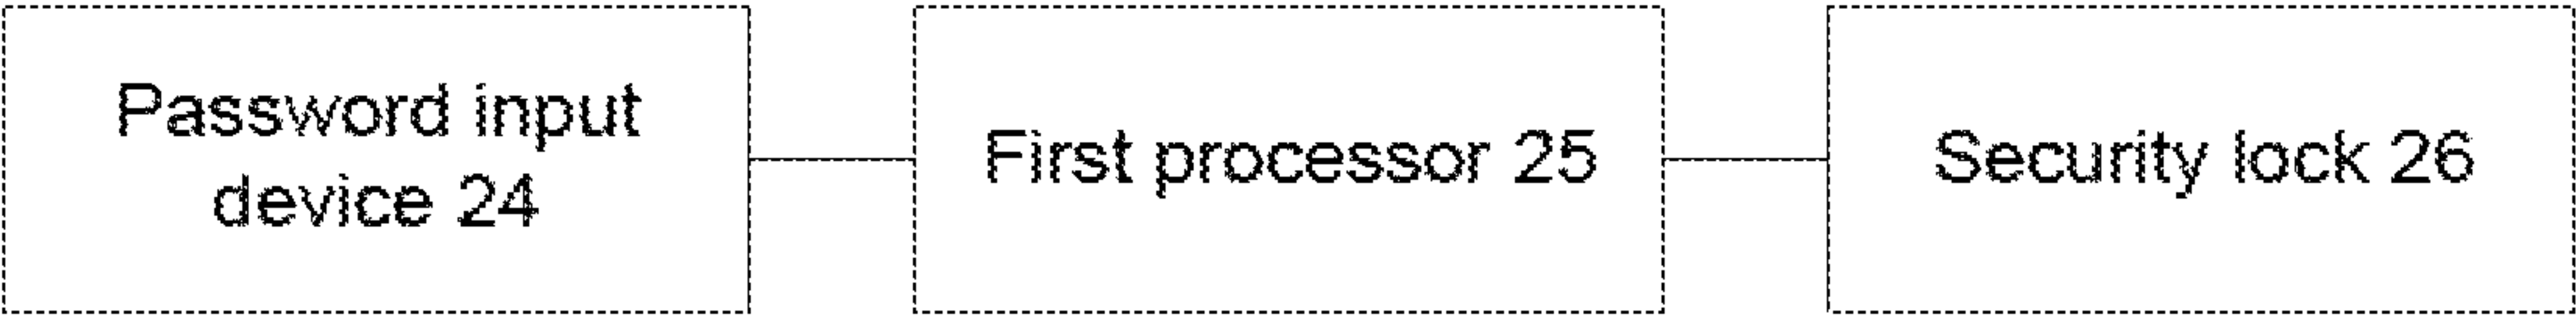 Password input
device 24
First processor 25
Security lock 26